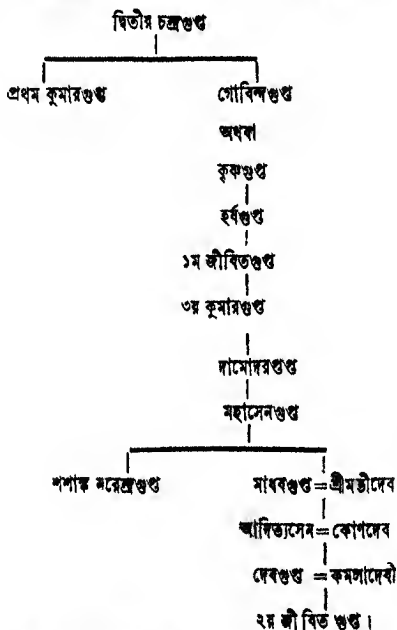 দ্বিতীয় চন্দ্রগুপ্ত
প্রথম কুমারগুপ্ত গোবিন্দগুপ্ত
অথবা
কৃষ্ণগুপ্ত
হর্ষগুপ্ত
১ম জীবিতগুপ্ত
৩য় কুমারগুপ্ত
দামোদরগুপ্ত
মহাসেনগুপ্ত
শশাঙ্ক নরেন্দ্রগুপ্ত মাধবগুপ্ত = শ্রীমতীদেব
আদিত্যসেন = কোণদেব
দেবগুপ্ত = কমলাদেবী
২য় জীবিত গুপ্ত।